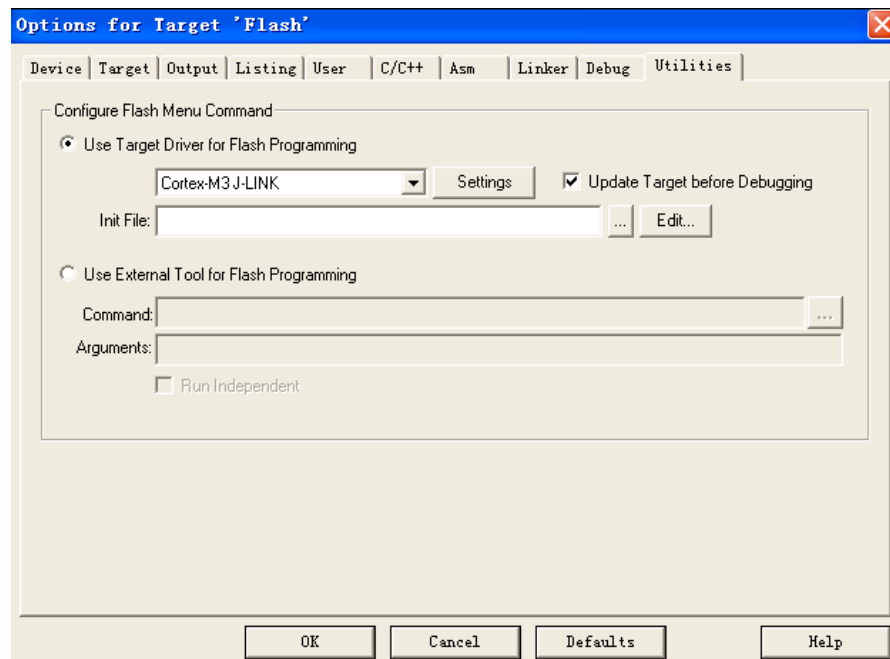 Options for Target 'Flash'
Device Target Output Listing User C/C++ Asm Linker Debug Utilities
Configure Flash Menu Command
Use Target Driver for Flash Programming
Cortex-M3 J-LINK Settings Update Target before Debugging
Init File: ... Edit...
Use External Tool for Flash Programming
Command: ...
Arguments:
Run Independent
OK Cancel Defaults Help